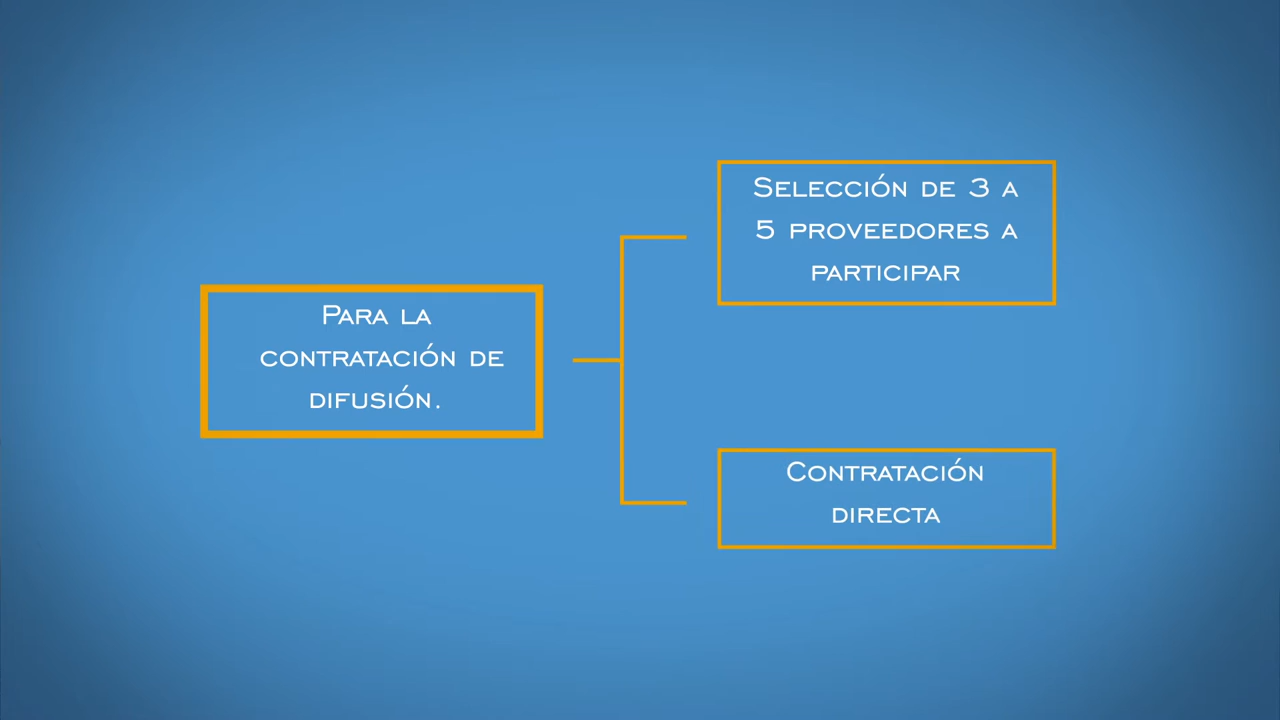 Para la
contratación de
difusión.
Selección de 3 a
5 proveedores a
participar
Contratación
directa